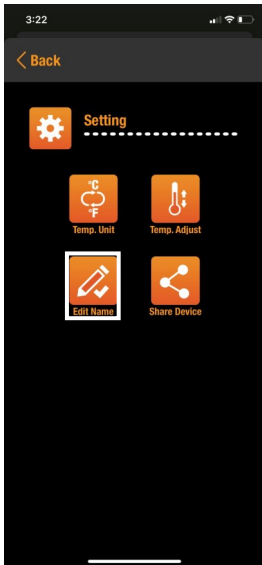 3:22
Back
Setting
°C
°F
Temp. Unit
Temp. Adjust
Edit Name
Share Device